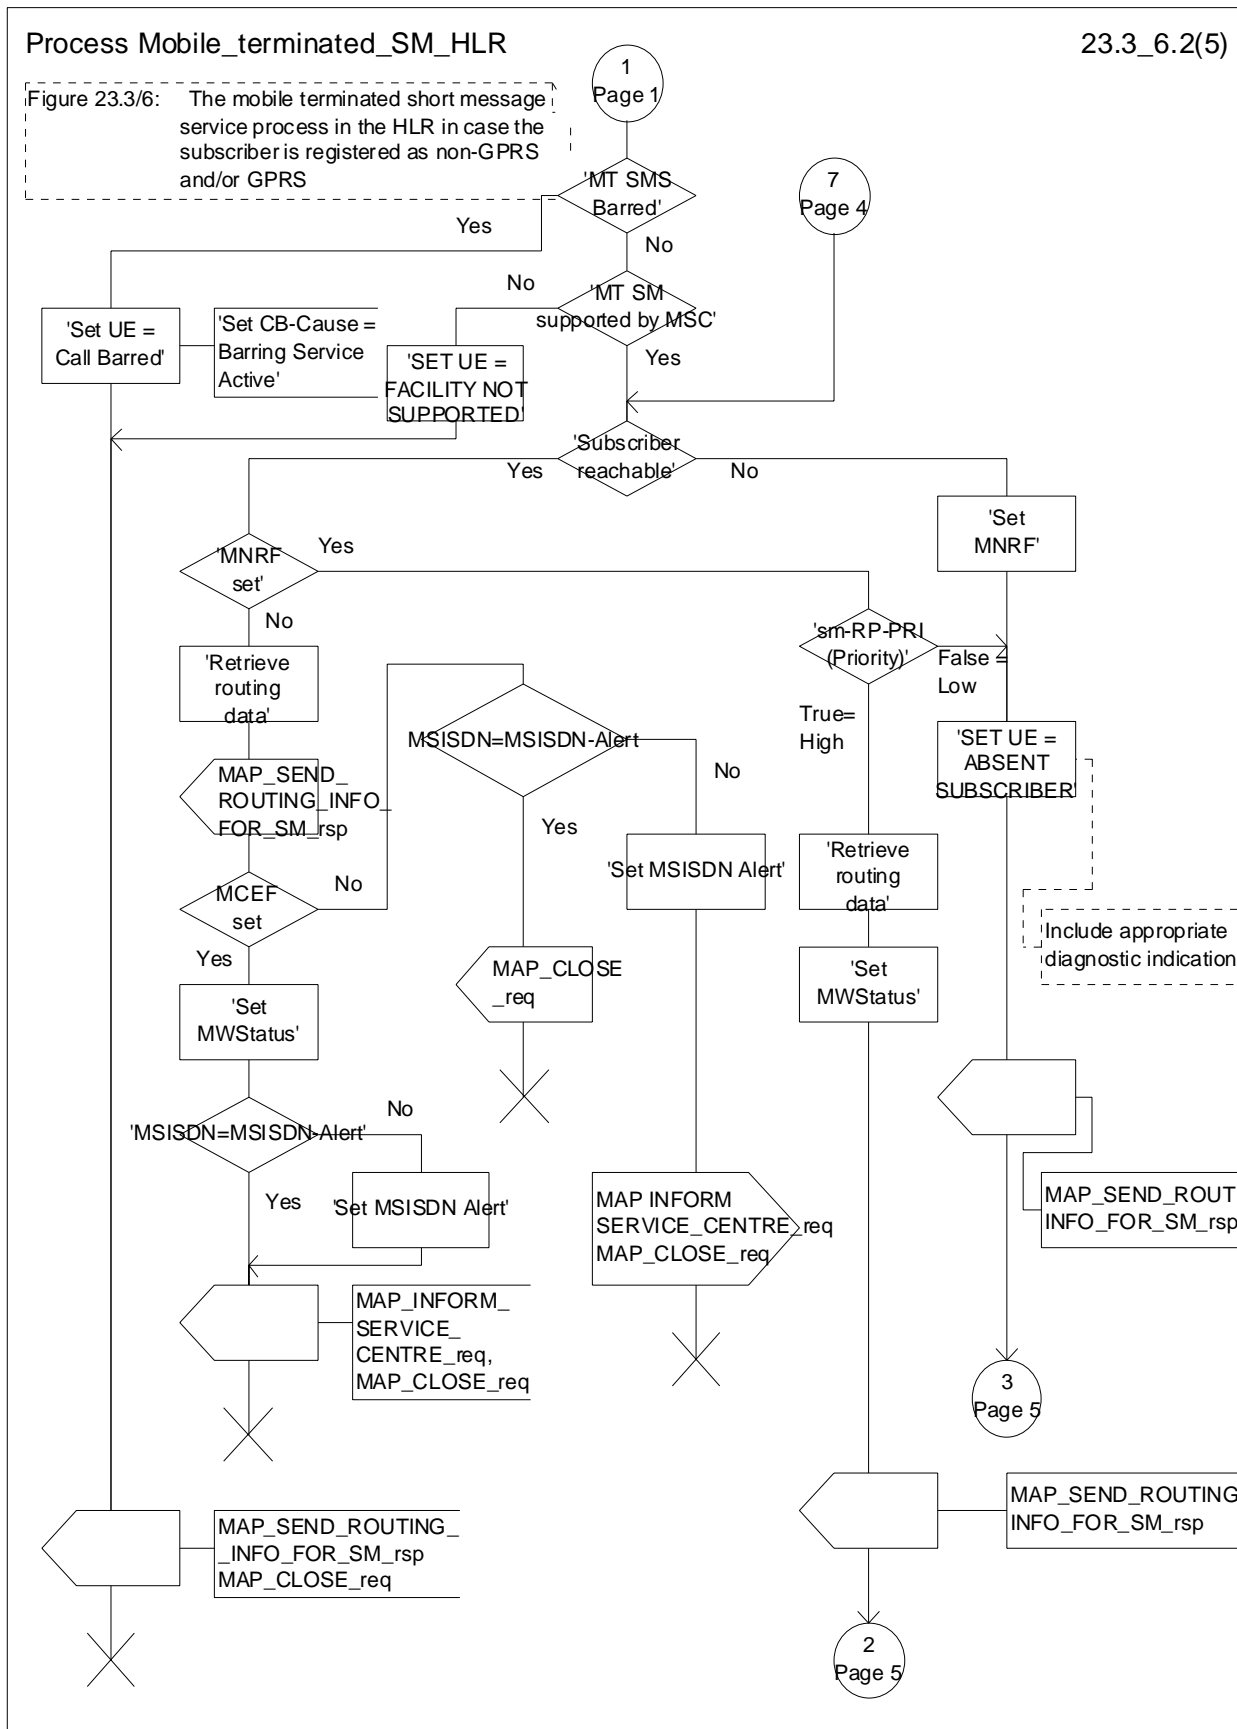 Process Mobile_terminated_SM_HLR
23.3_6.2(5)
1
Page 1
Figure 23.3/6: The mobile terminated short message
service process in the HLR in case the
subscriber is registered as non-GPRS
and/or GPRS
'MT SMS
Barred'
7
Page 4
Yes
No
No
'MT SM
supported by MSC'
'Set UE =
Call Barred'
'Set CB-Cause =
Barring Service
Active'
'SET UE =
FACILITY NOT
SUPPORTED'
Yes
'Subscriber
reachable'
Yes
No
'Set
MNRF'
'MNRF
set'
Yes
No
'sm-RP-PRI
(Priority)'
False =
Low
True=
High
'Retrieve
routing
data'
MSISDN=MSISDN-Alert
No
Yes
'SET UE =
ABSENT
SUBSCRIBER'
MAP_SEND_
ROUTING_INFO_
FOR_SM_rsp
'Set MSISDN Alert'
'Retrieve
routing
data'
MCEF
set
No
Yes
Include appropriate
diagnostic indication
MAP_CLOSE
_req
'Set
MWStatus'
'Set
MWStatus'
'MSISDN=MSISDN-Alert'
No
Yes
'Set MSISDN Alert'
MAP INFORM
SERVICE_CENTRE_req
MAP_CLOSE_req
MAP_SEND_ROUTI
INFO_FOR_SM_rsp
MAP_INFORM_
SERVICE_
CENTRE_req,
MAP_CLOSE_req
3
Page 5
MAP_SEND_ROUTING_
_INFO_FOR_SM_rsp
MAP_CLOSE_req
MAP_SEND_ROUTING
INFO_FOR_SM_rsp
2
Page 5